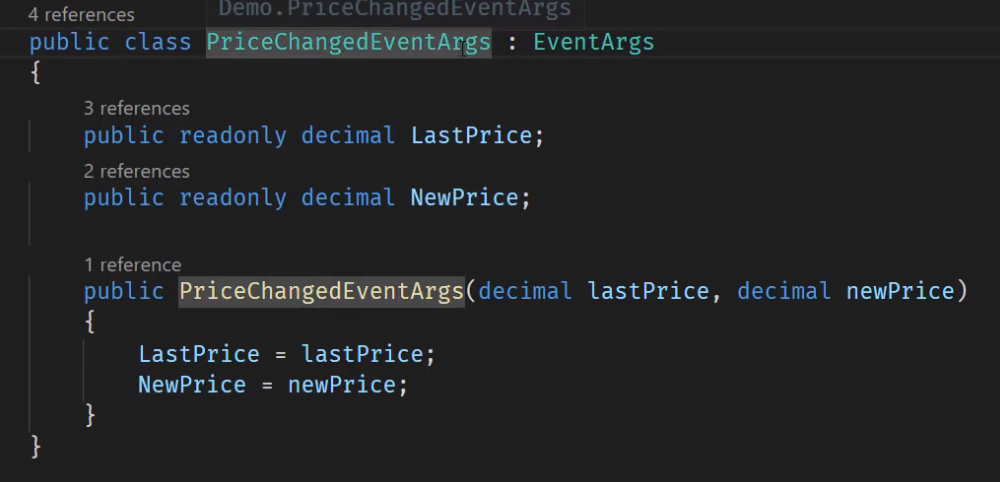 4 references
Demo.PriceChangedEventArgs
public class PriceChangedEventArgs : EventArgs
{
3 references
public readonly decimal LastPrice;
2 references
public readonly decimal NewPrice;
1 reference
public PriceChangedEventArgs(decimal lastPrice, decimal newPrice)
{
LastPrice = lastPrice;
NewPrice = newPrice;
}
}